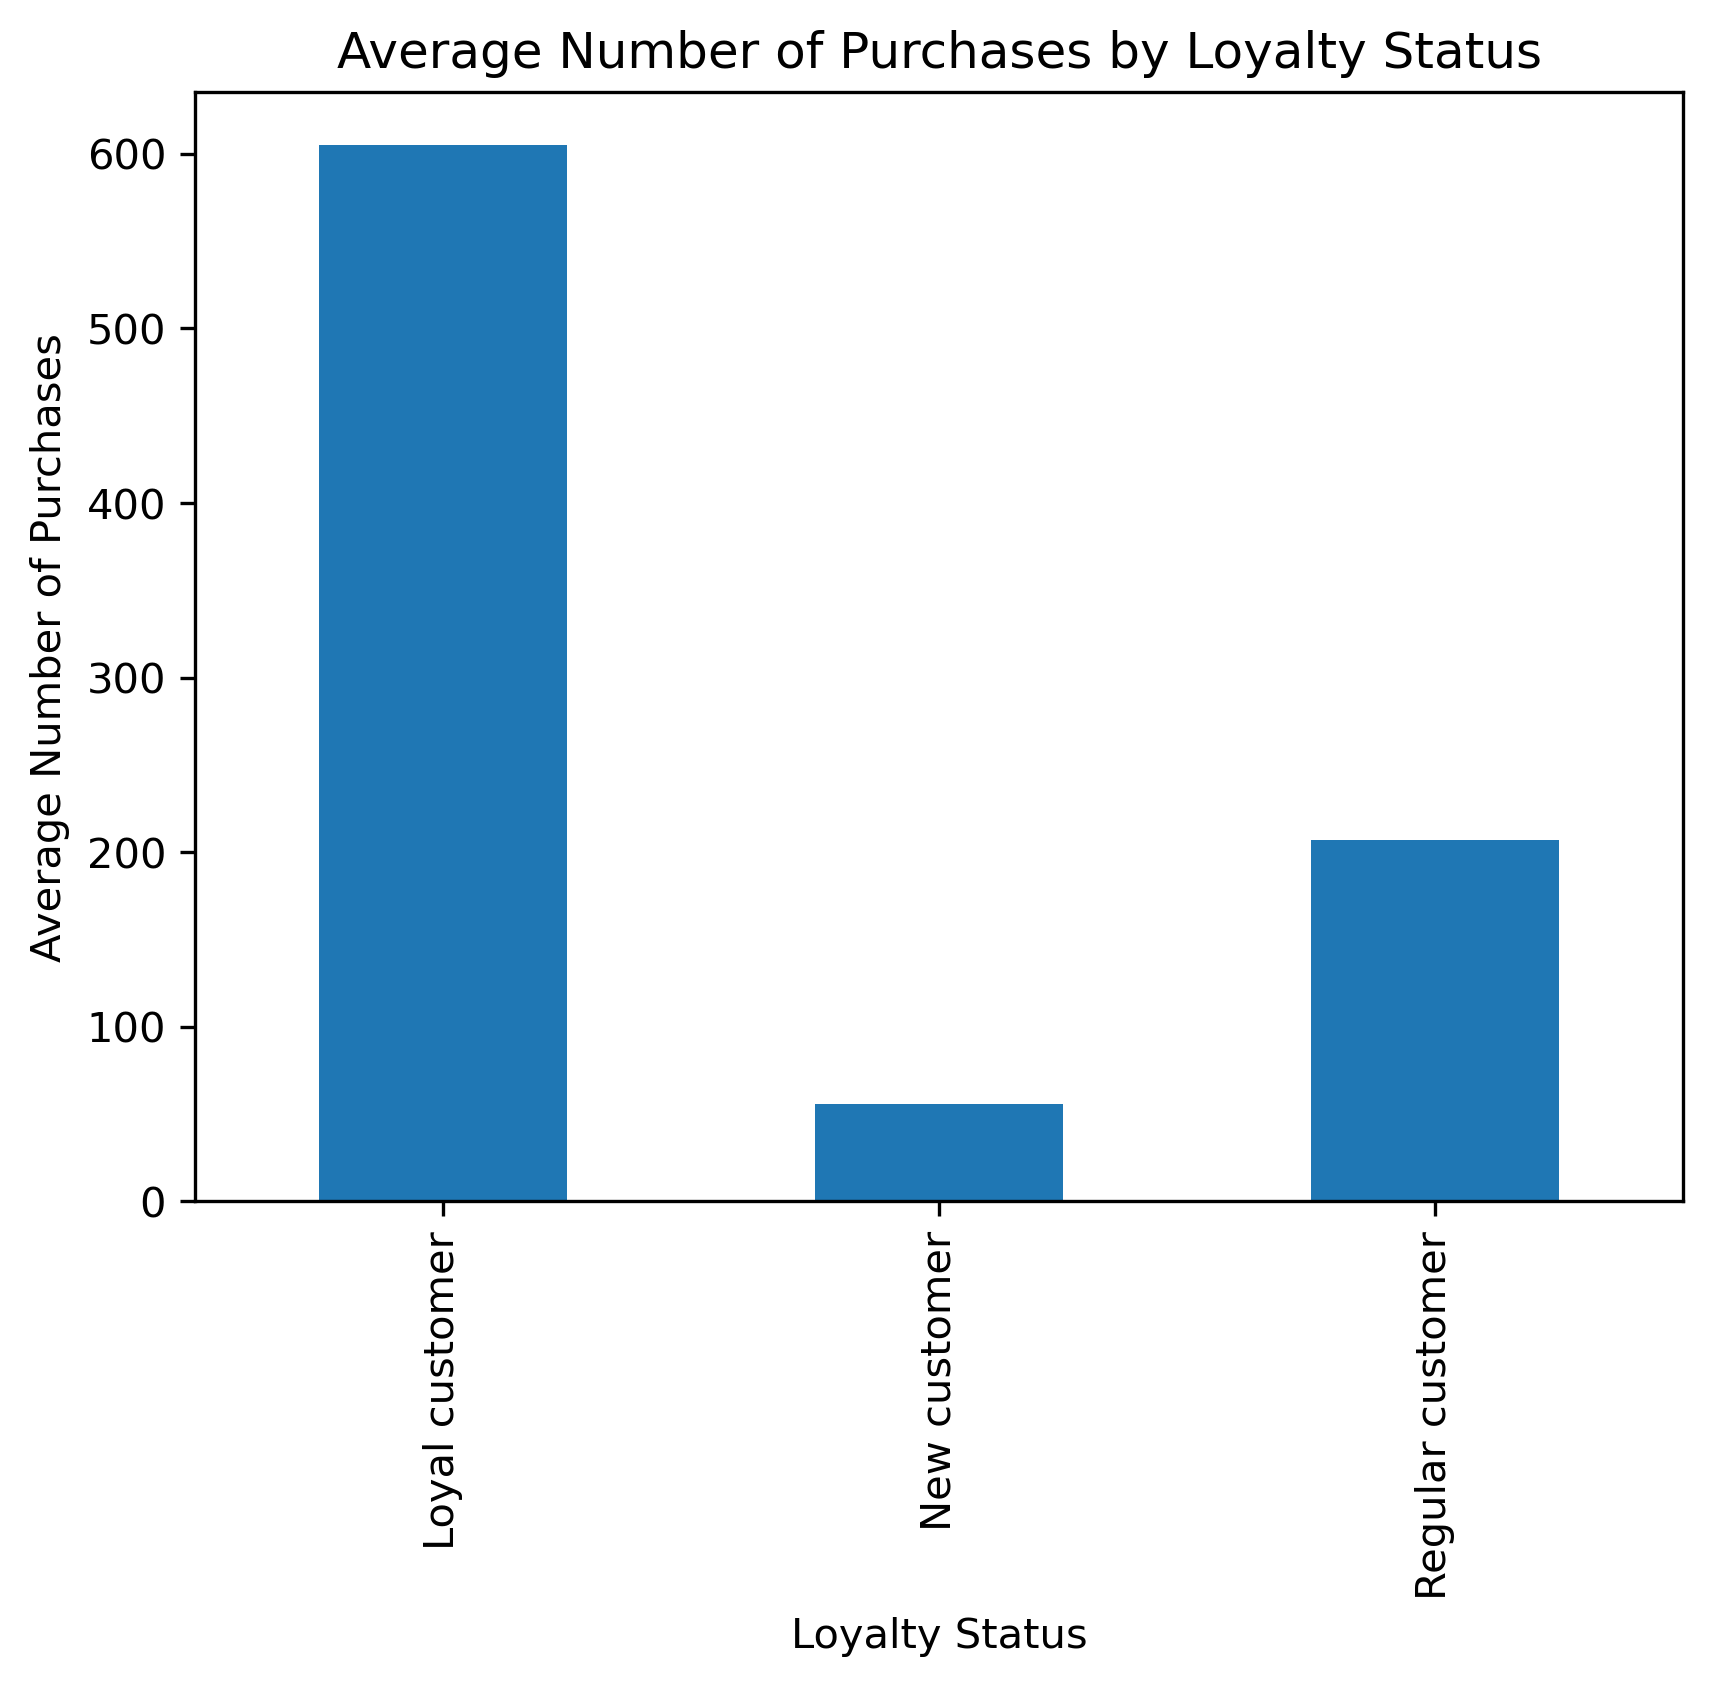 Average Number of Purchases by Loyalty Status
Average Number of Purchases
600
500
400
300
200
100
0
Loyal customer
New customer
Regular customer
Loyalty Status